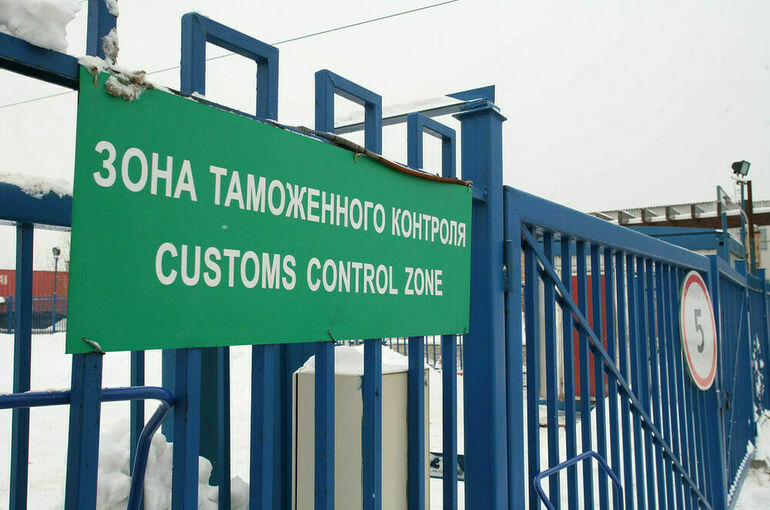 ЗОНА ТАМОЖЕННОГО КОНТРОЛЯ
CUSTOMS CONTROL ZONE
5